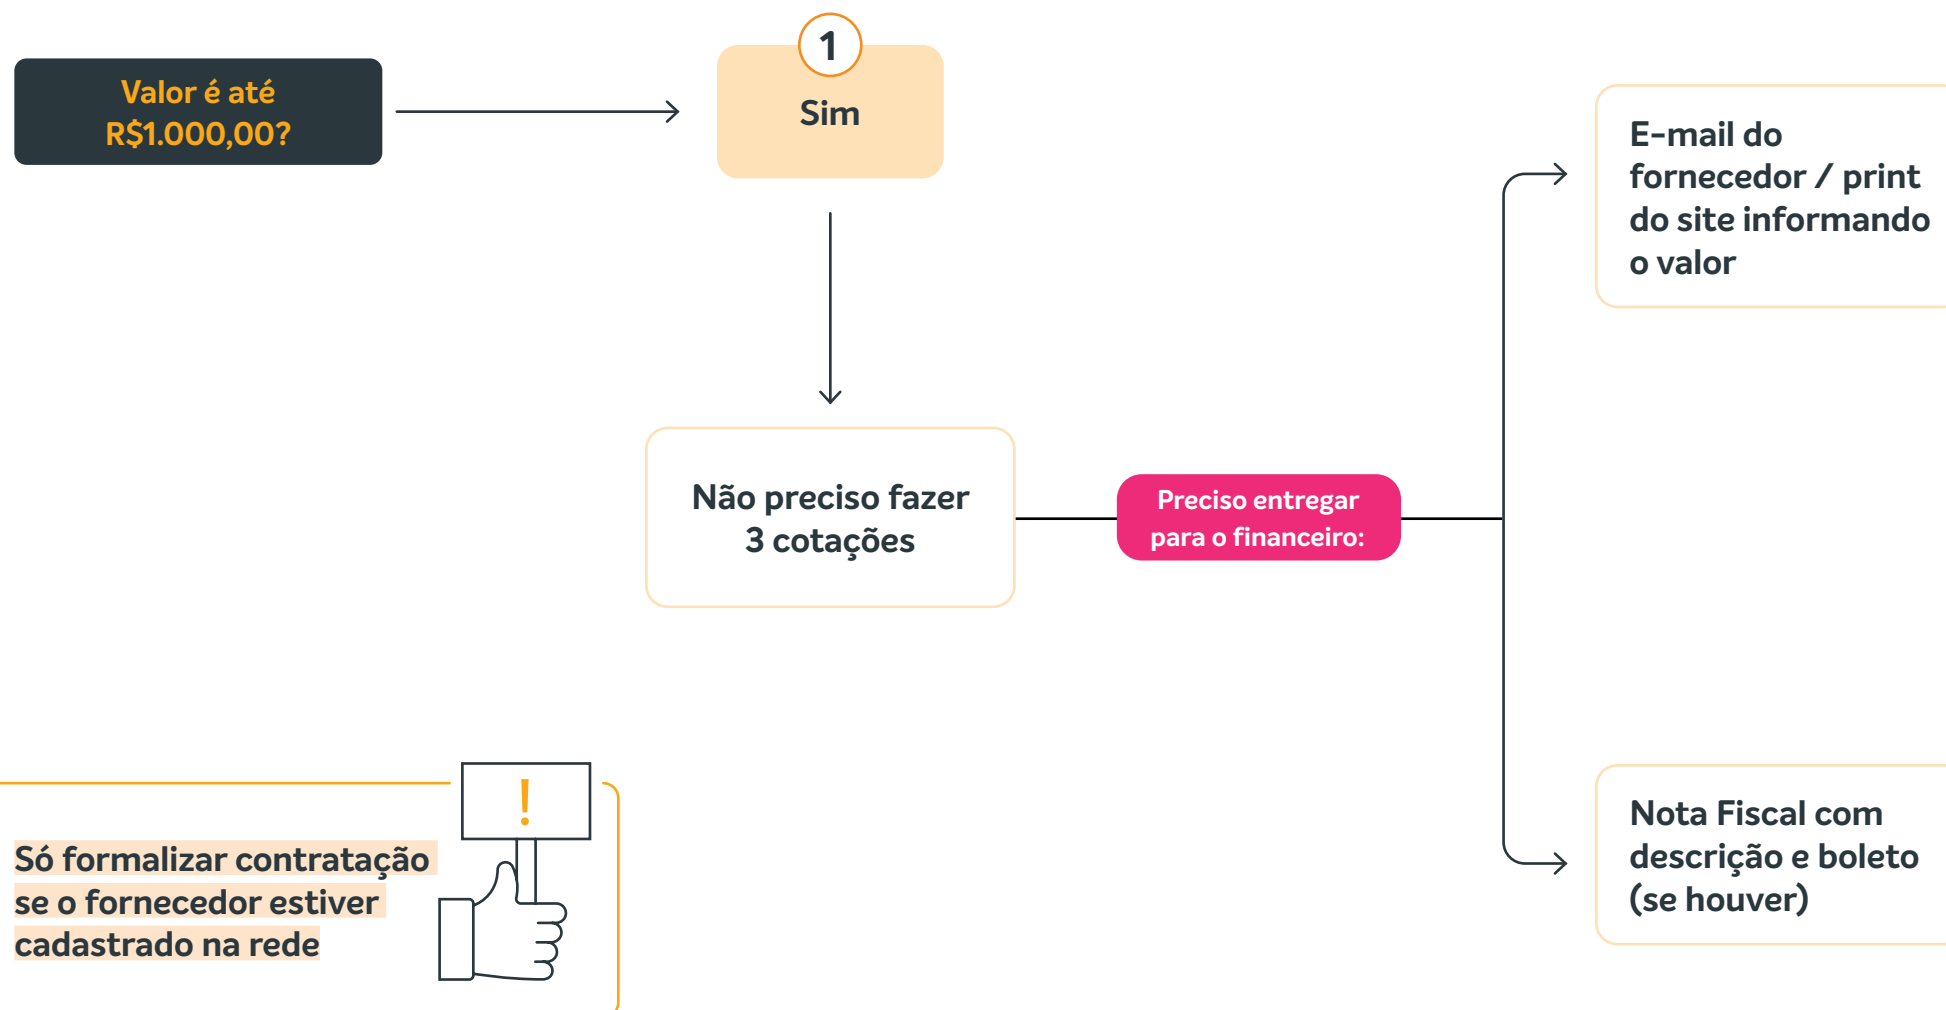 Valor é até
R$1.000,00?
1
Sim
E-mail do
fornecedor / print
do site informando
o valor
Não preciso fazer
3 cotações
Preciso entregar
para o financeiro:
!
Só formalizar contratação
se o fornecedor estiver
cadastrado na rede
Nota Fiscal com
descrição e boleto
(se houver)